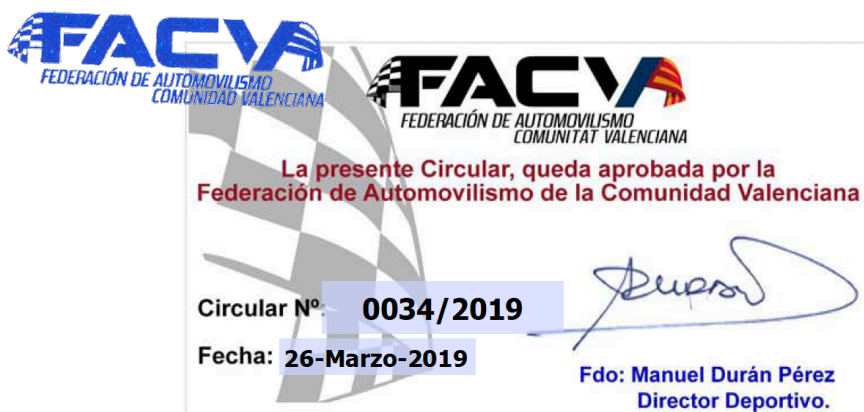 FACVA
FEDERACIÓN DE AUTOMOVILISMO
COMUNIDAD VALENCIANA
FACVA
FEDERACIÓN DE AUTOMOVILISMO
COMUNITAT VALENCIANA
La presente Circular, queda aprobada por la
Federación de Automovilismo de la Comunidad Valenciana
Circular Nº: 0034/2019
Fecha: 26-Marzo-2019
Fdo: Manuel Durán Pérez
Director Deportivo.